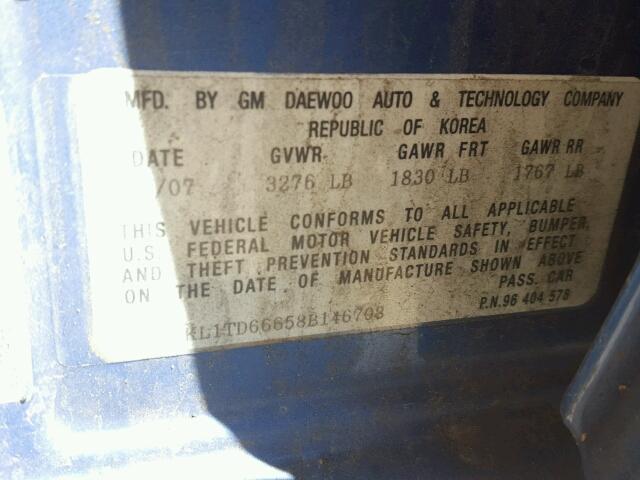 MFD. BY GM DAEWOO AUTO & TECHNOLOGY COMPANY
REPUBLIC OF KOREA
DATE GVWR GAWR FRT GAWR RR
/07 3276 LB 1830 LB 1767 LB
THIS VEHICLE CONFORMS TO ALL APPLICABLE
U.S. FEDERAL MOTOR VEHICLE SAFETY, BUMPER,
AND THEFT PREVENTION STANDARDS IN EFFECT
ON THE DATE OF MANUFACTURE SHOWN ABOVE
PASS. CAR
P.N.96 404 578
KL1TD66658B146708